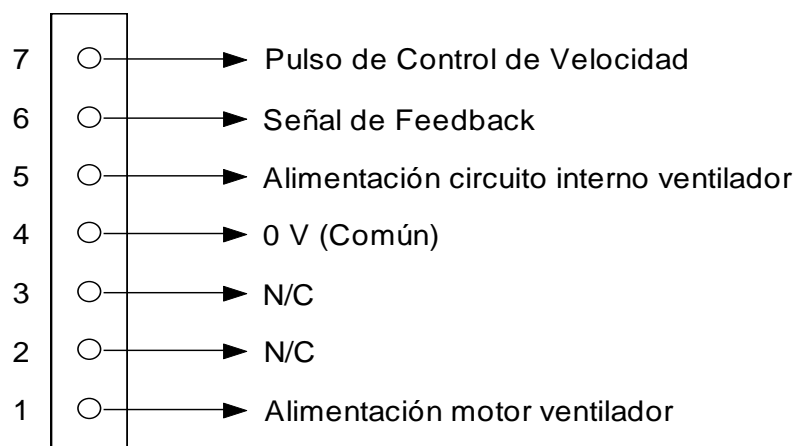 7 Pulso de Control de Velocidad
6 Señal de Feedback
5 Alimentación circuito interno ventilador
4 0 V (Común)
3 N/C
2 N/C
1 Alimentación motor ventilador